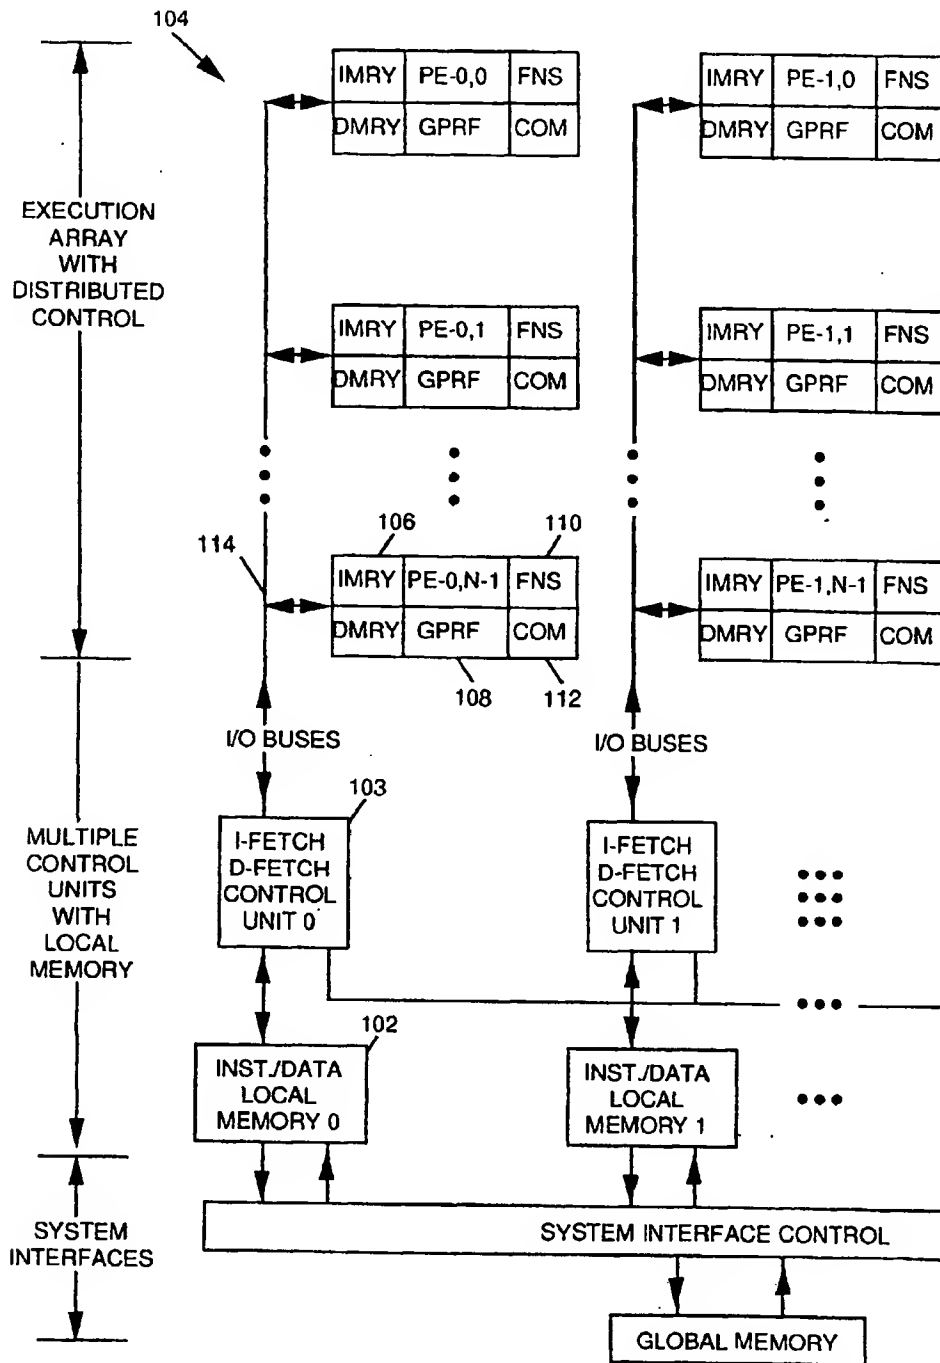 104
IMRY PE-0,0 FNS
DMRY GPRF COM
IMRY PE-1,0 FNS
DMRY GPRF COM
EXECUTION
ARRAY
WITH
DISTRIBUTED
CONTROL
IMRY PE-0,1 FNS
DMRY GPRF COM
IMRY PE-1,1 FNS
DMRY GPRF COM
106
110
114
IMRY PE-0,N-1 FNS
DMRY GPRF COM
108
112
IMRY PE-1,N-1 FNS
DMRY GPRF COM
I/O BUSES
I/O BUSES
MULTIPLE
CONTROL
UNITS
WITH
LOCAL
MEMORY
103
I-FETCH
D-FETCH
CONTROL
UNIT 0
I-FETCH
D-FETCH
CONTROL
UNIT 1
102
INST./DATA
LOCAL
MEMORY 0
INST./DATA
LOCAL
MEMORY 1
SYSTEM
INTERFACES
SYSTEM INTERFACE CONTROL
GLOBAL MEMORY